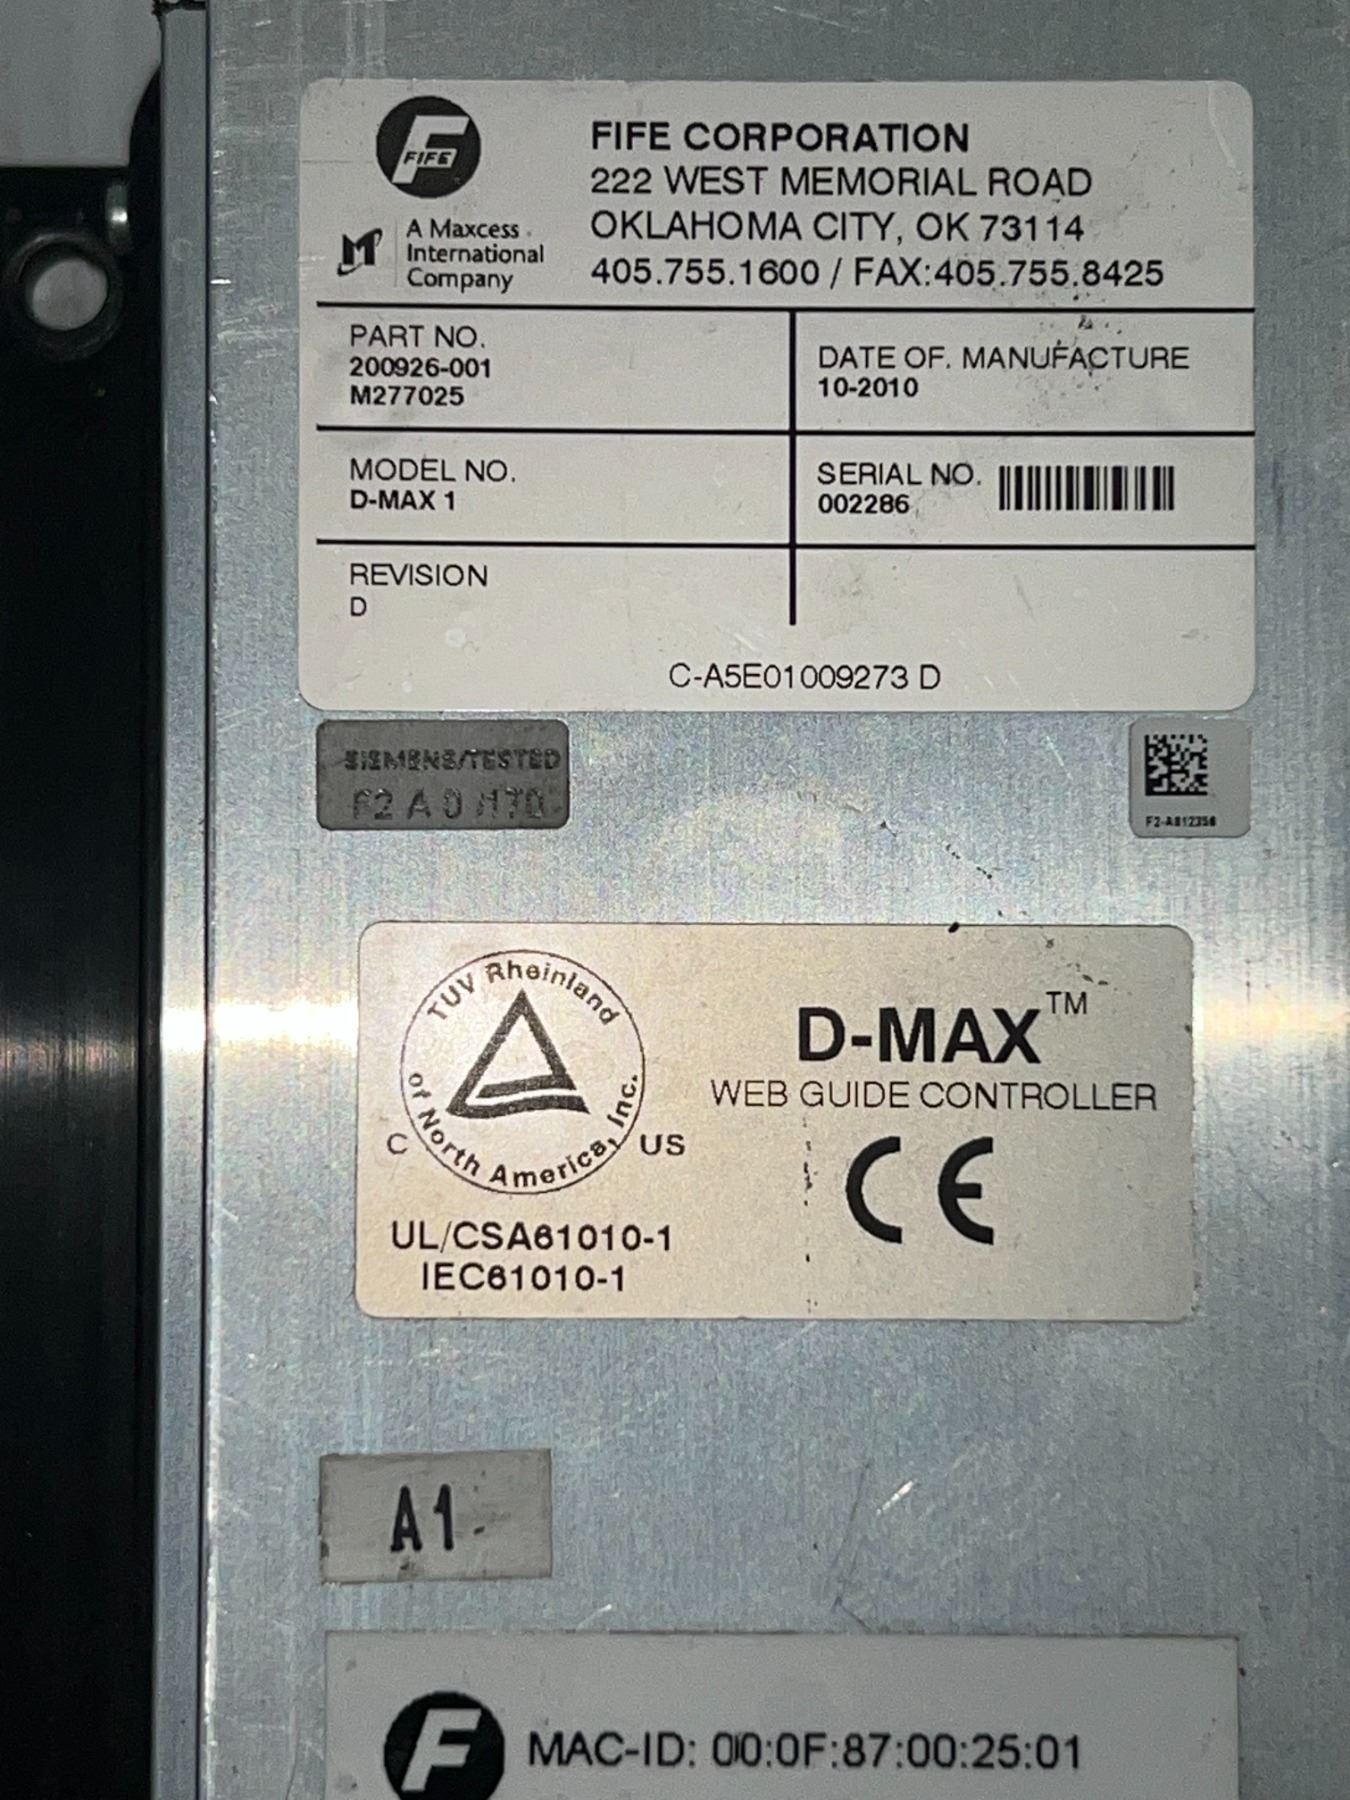 FIFE
FIFE CORPORATION
222 WEST MEMORIAL ROAD
OKLAHOMA CITY, OK 73114
405.755.1600 / FAX:405.755.8425
A Maxcess
International
Company
PART NO.
200926-001
M277025
DATE OF. MANUFACTURE
10-2010
MODEL NO.
D-MAX 1
SERIAL NO.
002286
REVISION
D
C-A5E01009273 D
SIEMENS/TESTED
F2 A 0
TUV Rheinland
of North America, Inc.
C US
UL/CSA61010-1
IEC61010-1
D-MAX™
WEB GUIDE CONTROLLER
CE
A1
F
MAC-ID: 00:0F:87:00:25:01